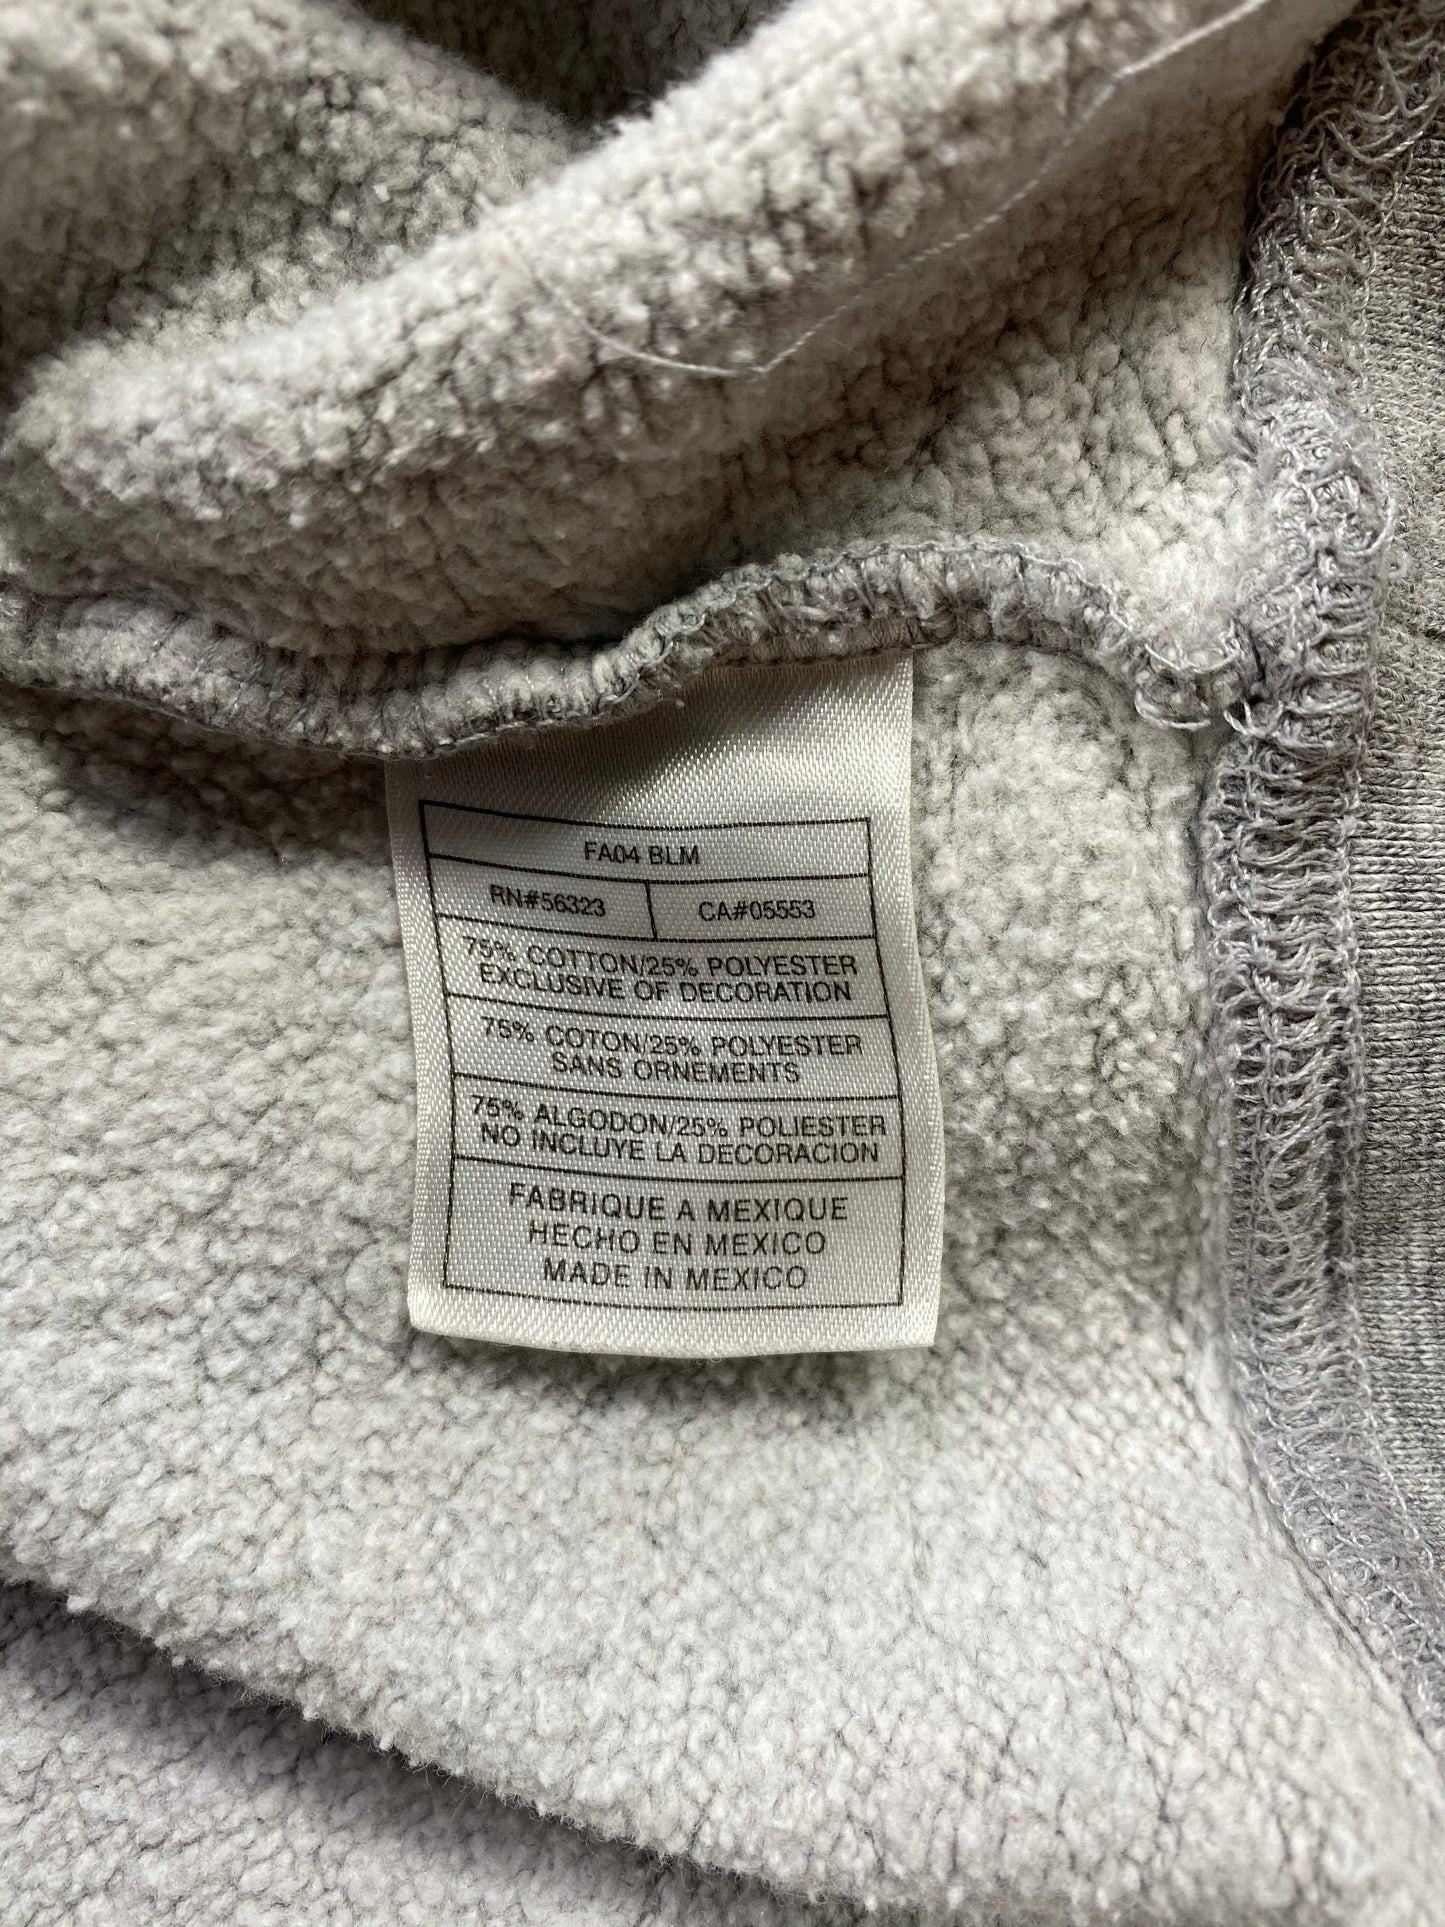 FA04 BLM
RN#56323 CA#05553
75% COTTON/25% POLYESTER
EXCLUSIVE OF DECORATION
75% COTON/25% POLYESTER
SANS ORNEMENTS
75% ALGODON/25% POLIESTER
NO INCLUYE LA DECORACION
FABRIQUE A MEXIQUE
HECHO EN MEXICO
MADE IN MEXICO